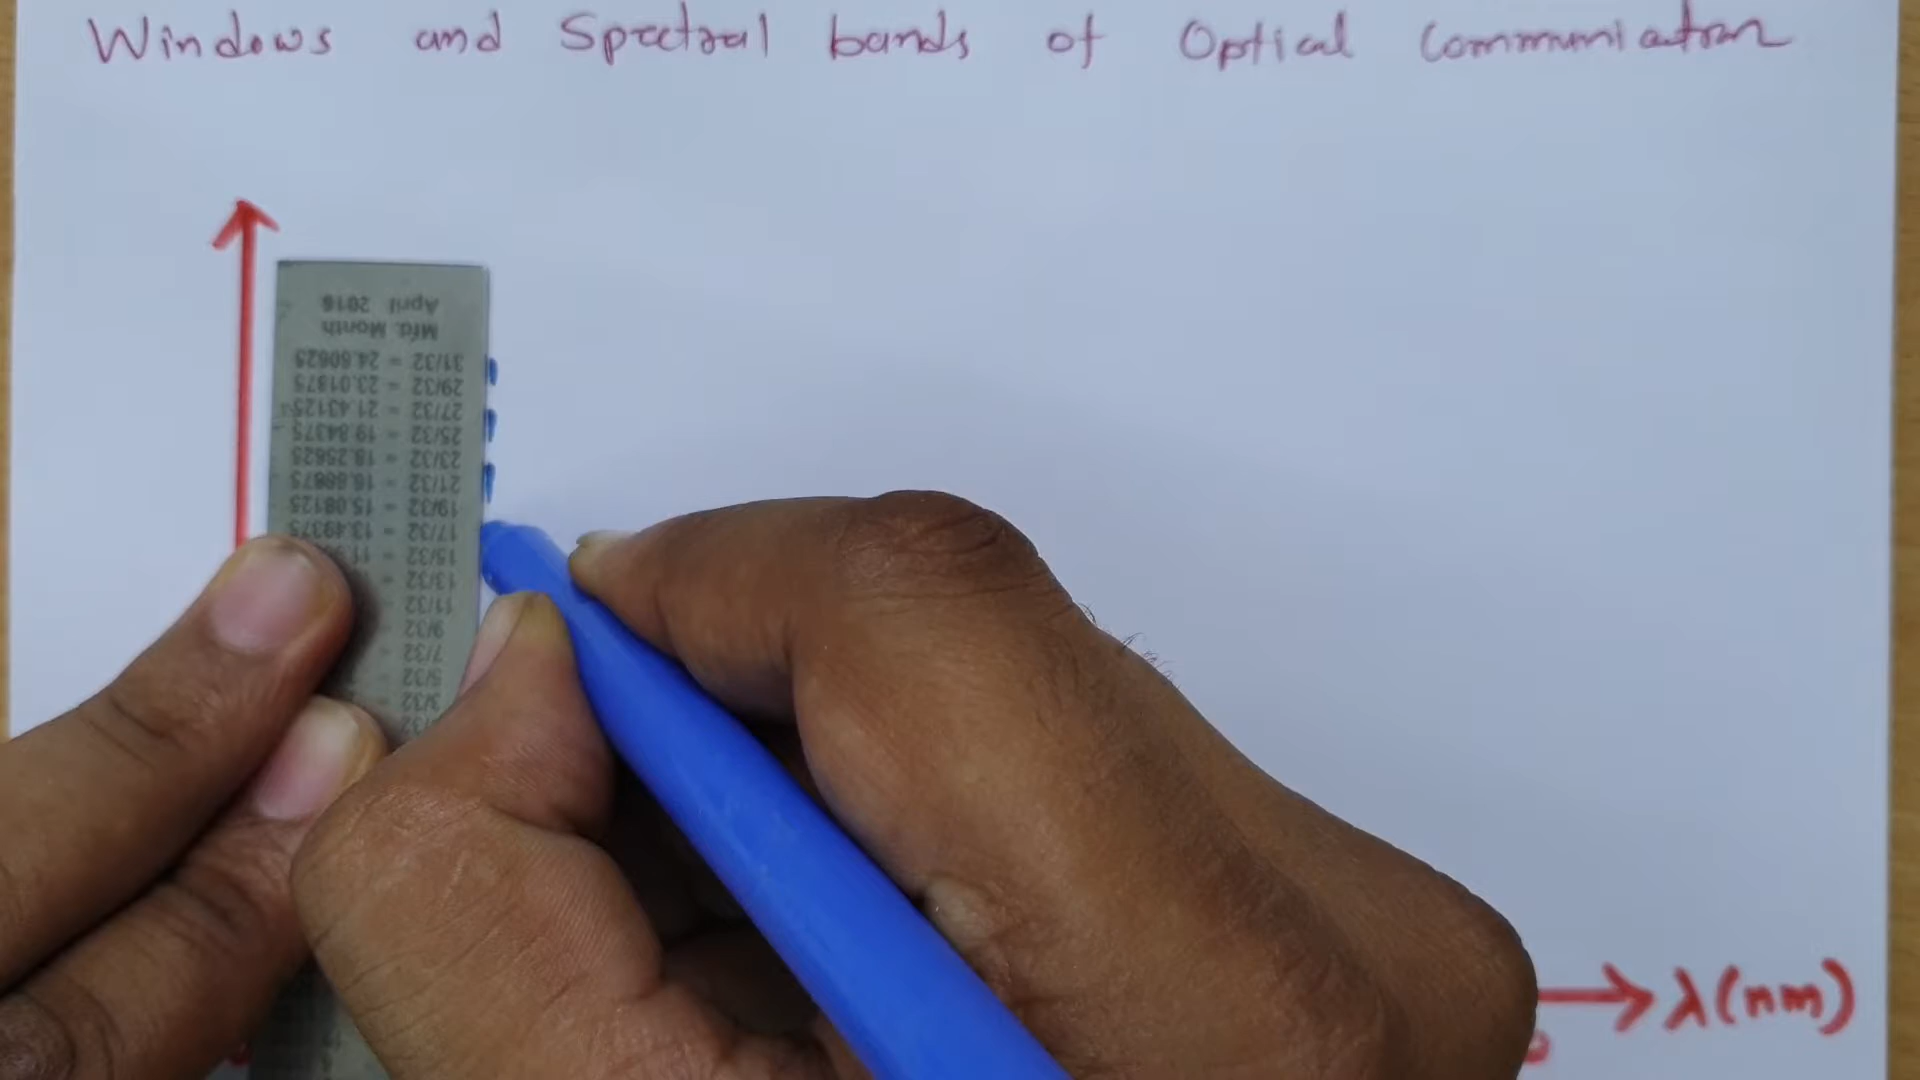 Windows and Spectral bands of Optical Communication
April 2016
Mfd. Month
31/32 = 24.60625
29/32 = 23.01875
27/32 = 21.43125
25/32 = 19.84375
23/32 = 18.25625
21/32 = 16.66875
19/32 = 15.08125
17/32 = 13.49375
15/32 = 11.
13/32 =
11/32 =
9/32 =
7/32 =
5/32 =
3/32 =
λ(nm)